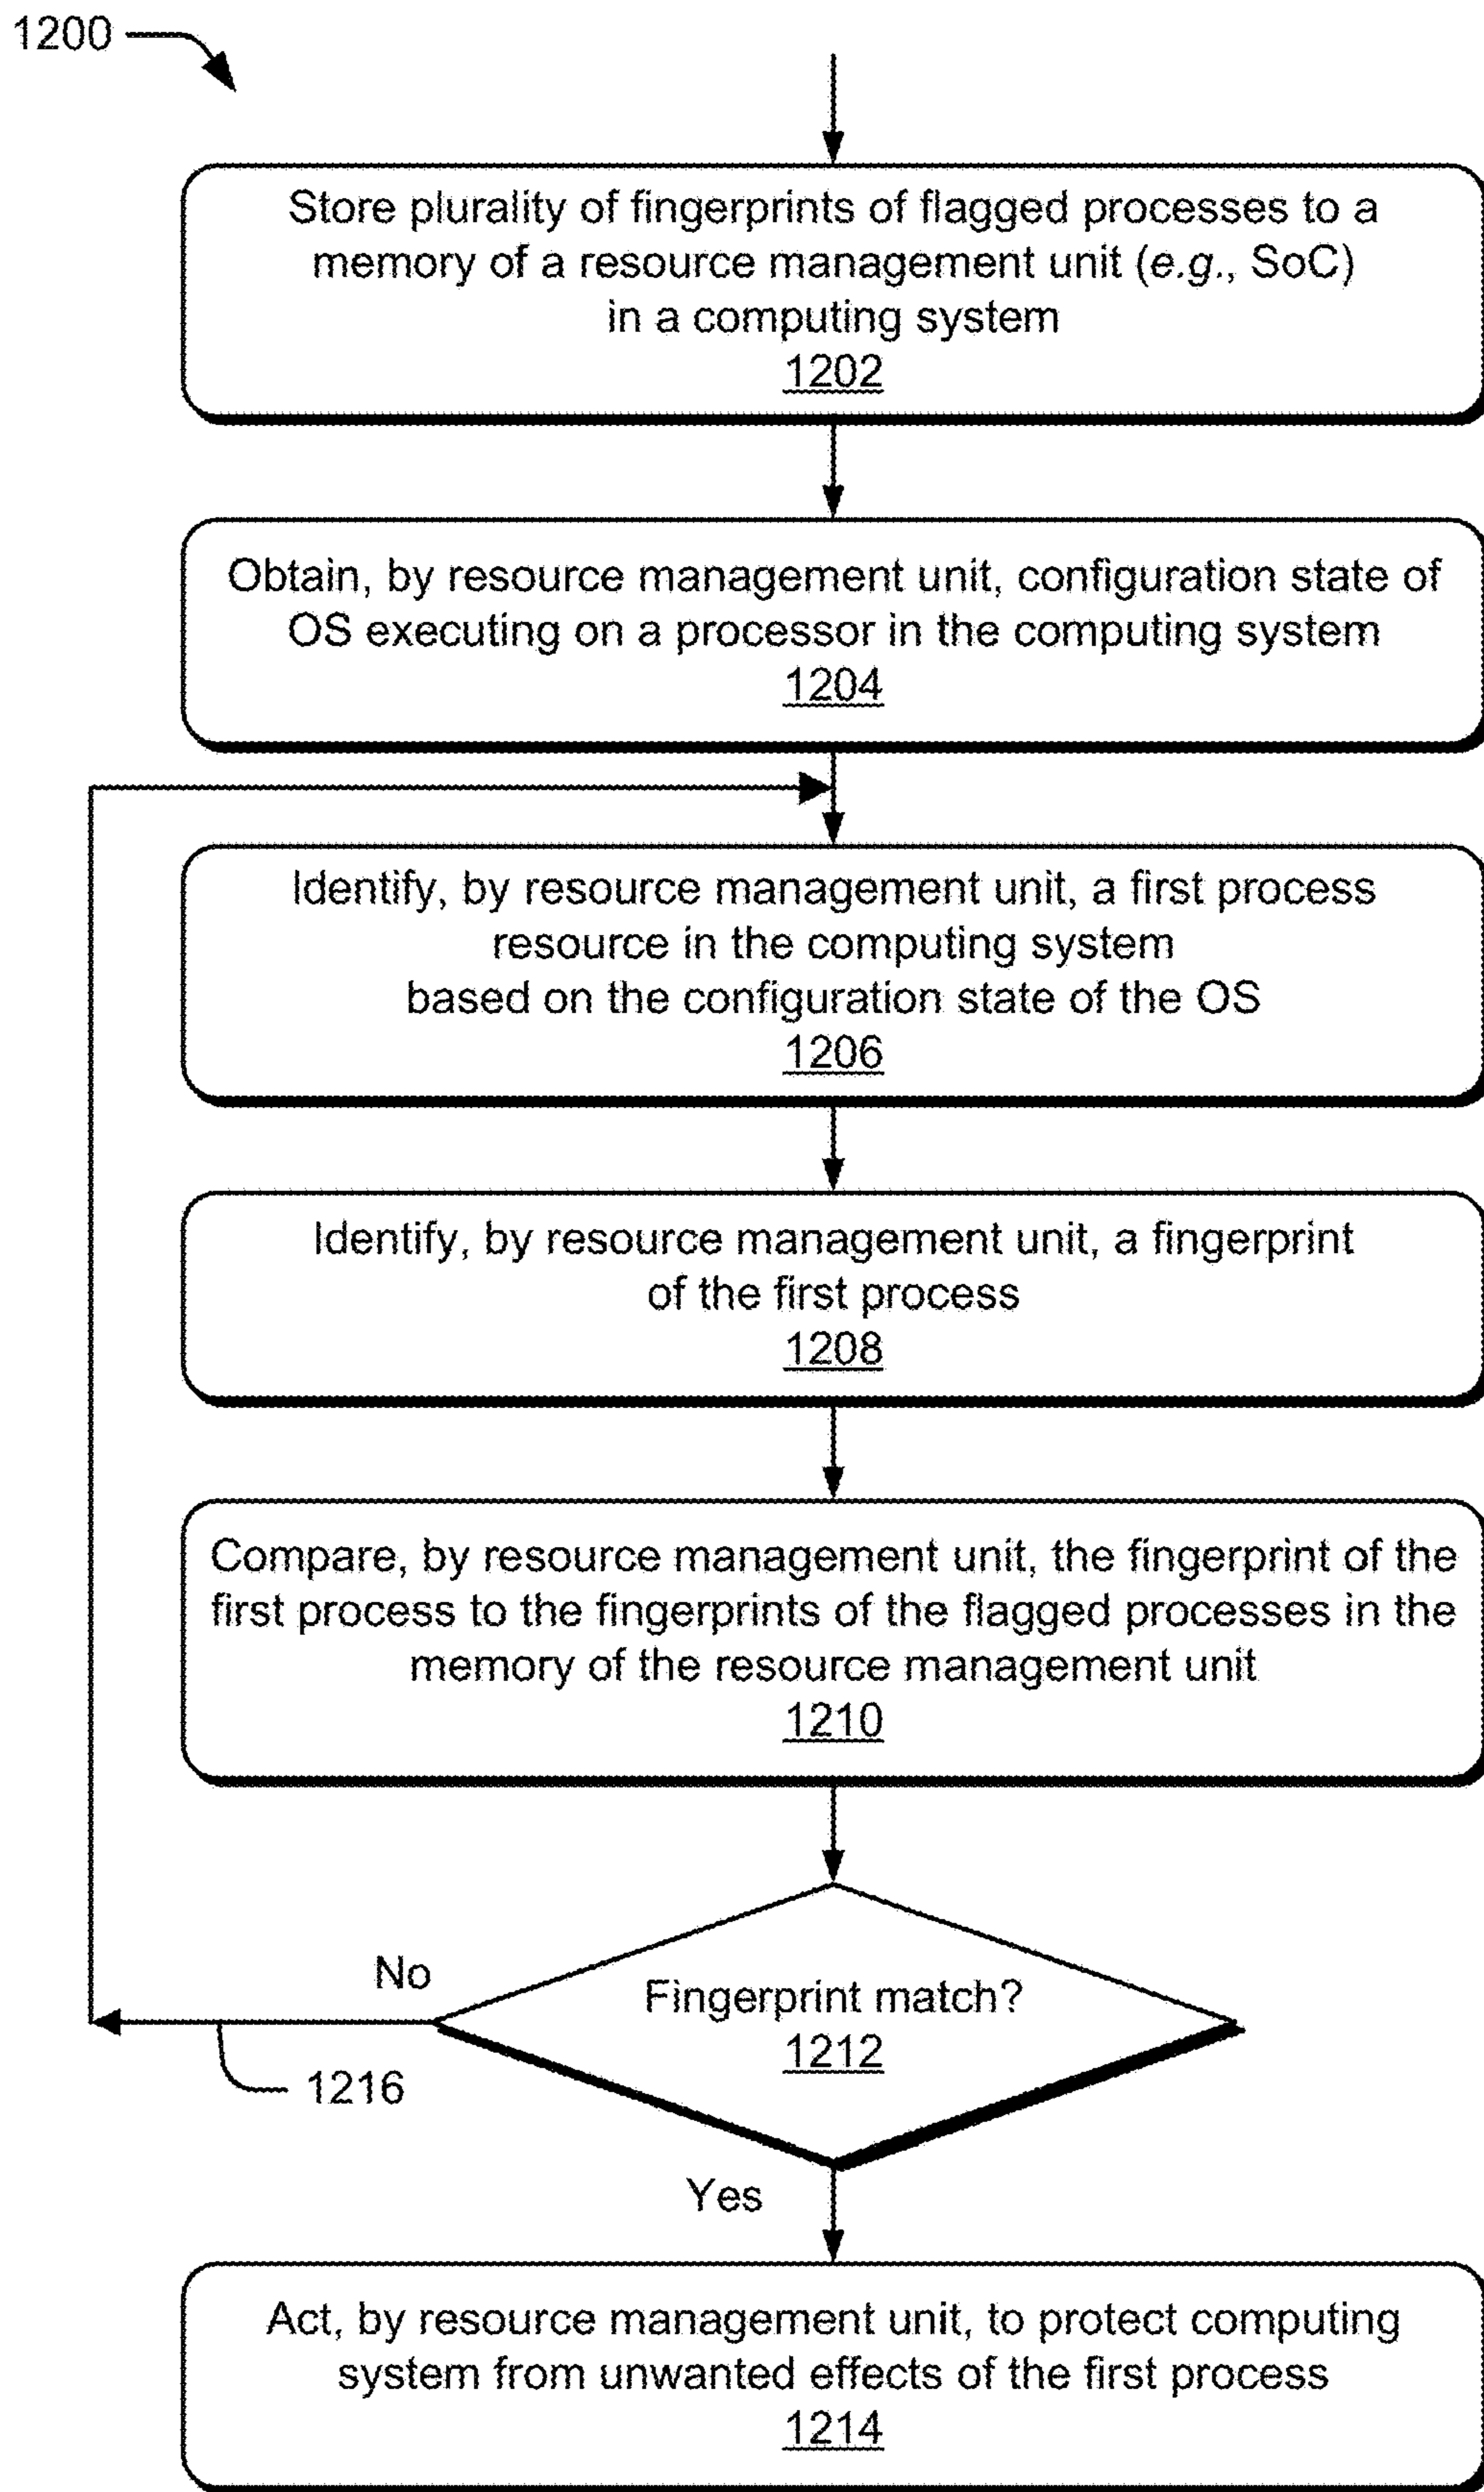 1200
Store plurality of fingerprints of flagged processes to a
memory of a resource management unit (e.g., SoC)
in a computing system
1202
Obtain, by resource management unit, configuration state of
OS executing on a processor in the computing system
1204
Identify, by resource management unit, a first process
resource in the computing system
based on the configuration state of the OS
1206
Identify, by resource management unit, a fingerprint
of the first process
1208
Compare, by resource management unit, the fingerprint of the
first process to the fingerprints of the flagged processes in the
memory of the resource management unit
1210
No
Fingerprint match?
1212
1216
Yes
Act, by resource management unit, to protect computing
system from unwanted effects of the first process
1214